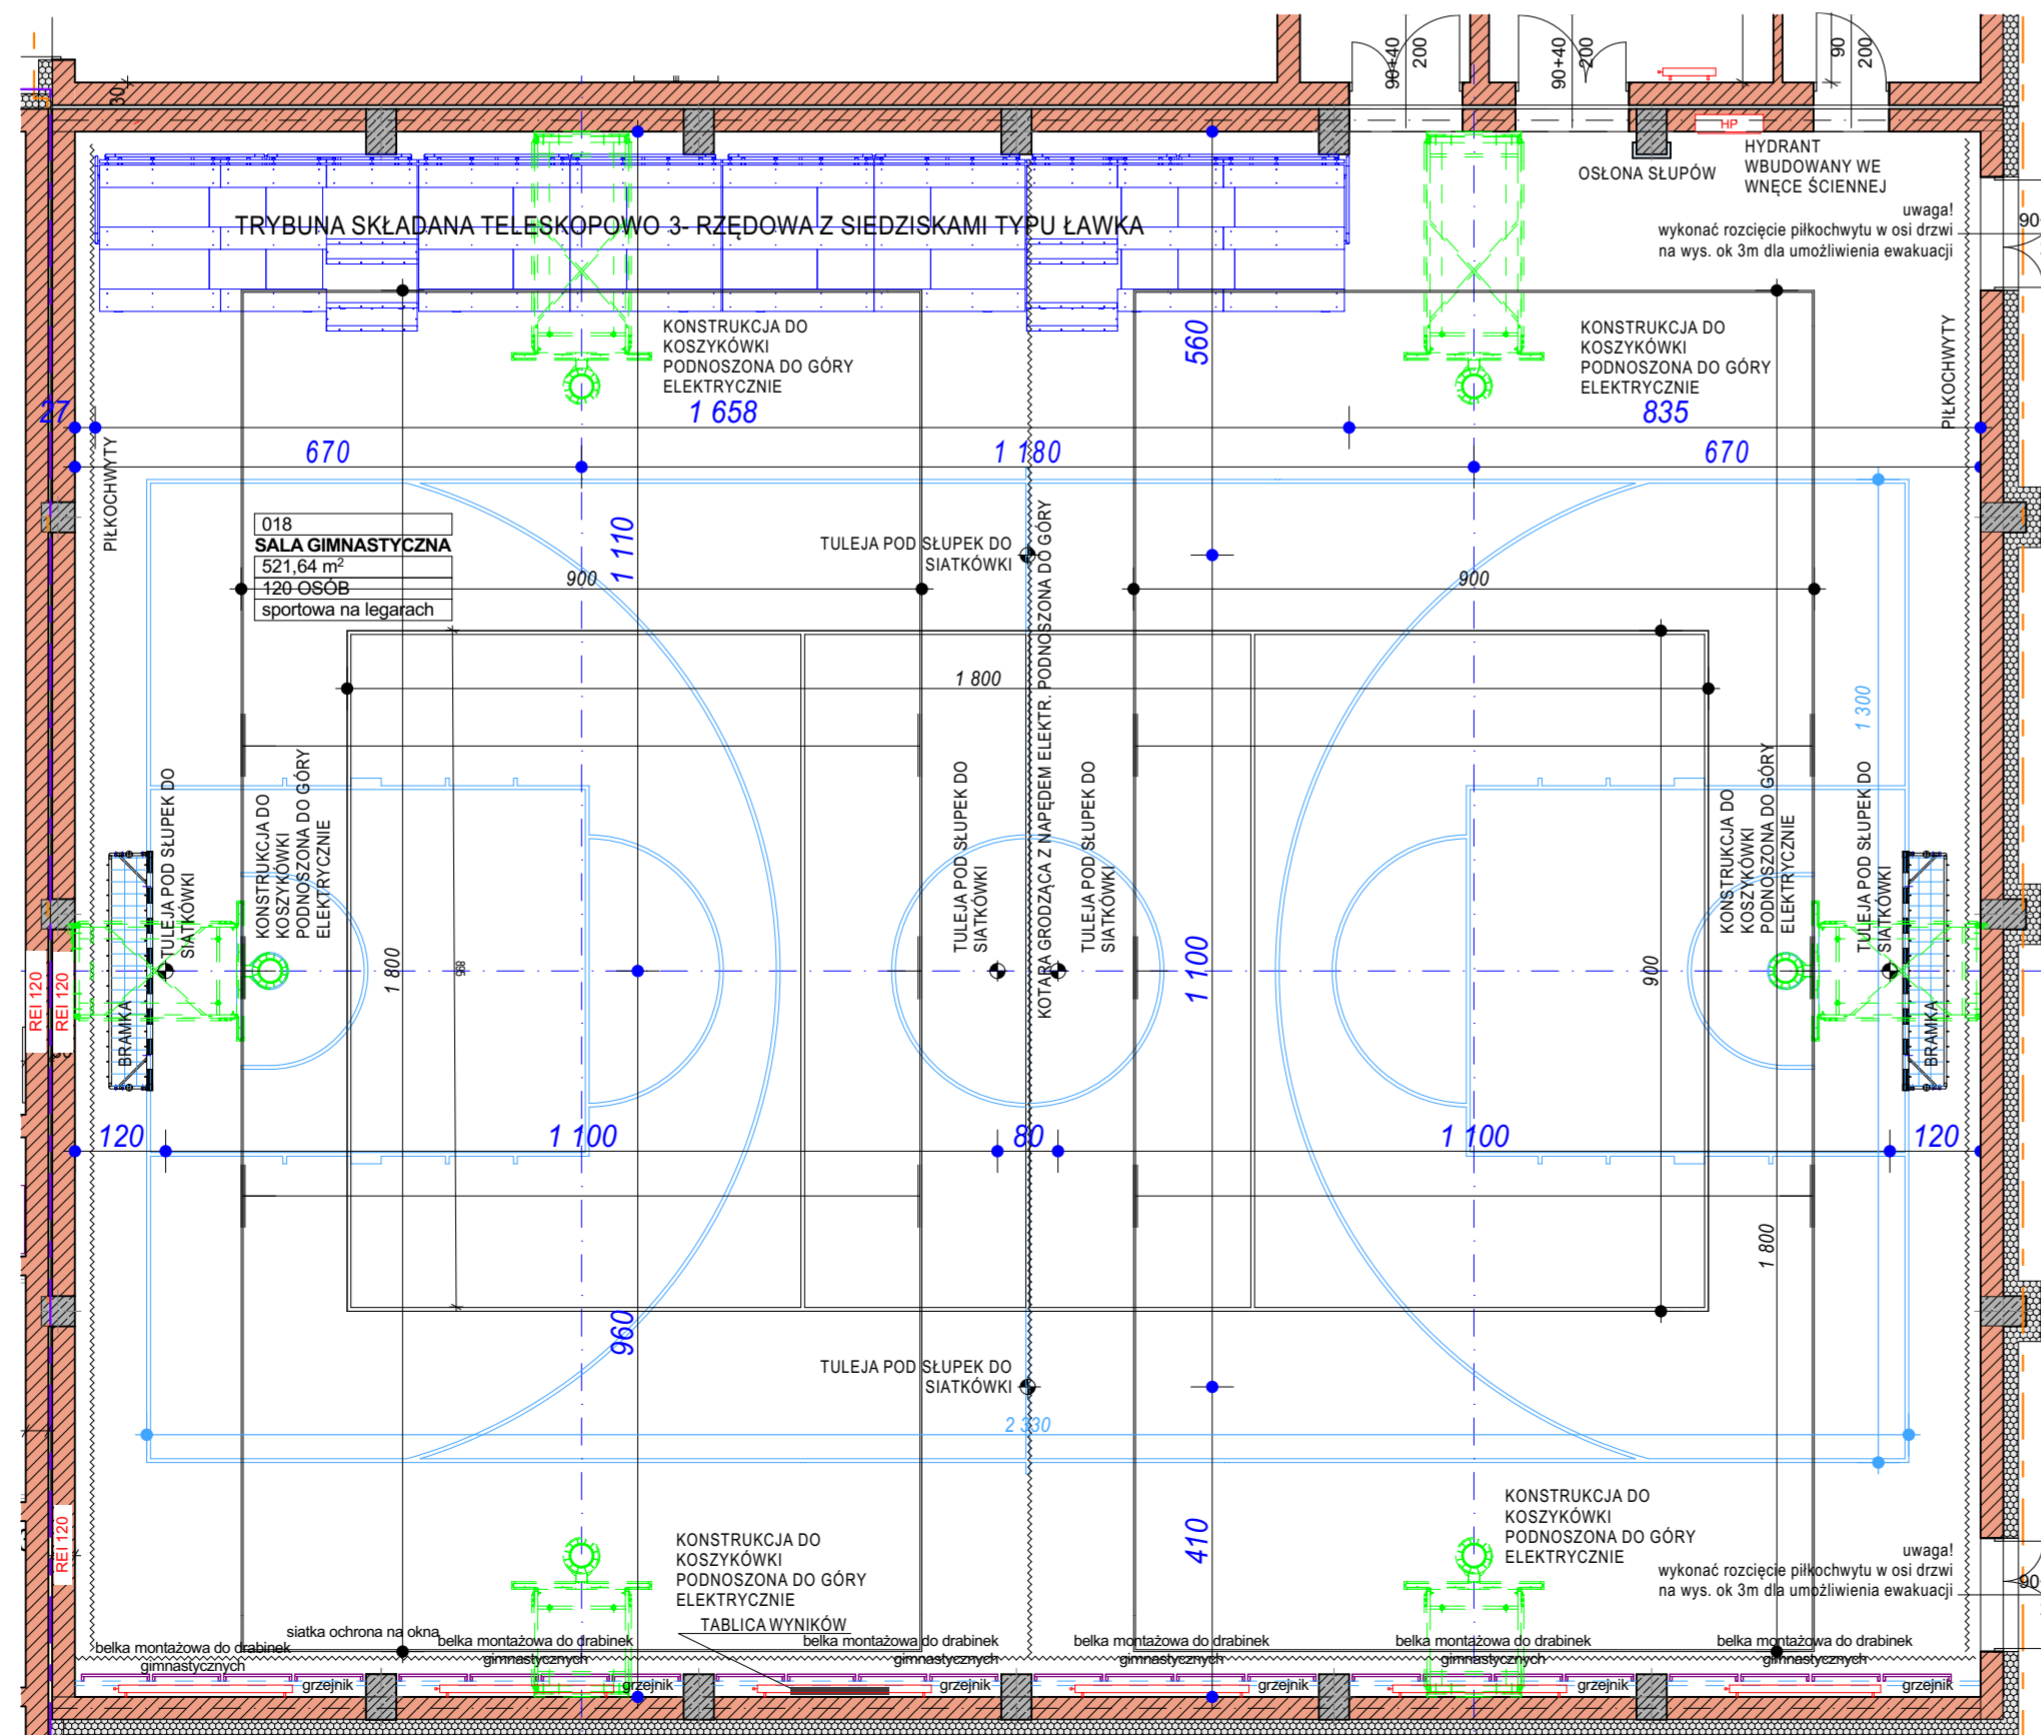 30
90+40
200
90+40
200
90
200
HP
OSŁONA SŁUPÓW
HYDRANT
WBUDOWANY WE
WNĘCE ŚCIENNEJ
TRYBUNA SKŁADANA TELESKOPOWO 3- RZĘDOWA Z SIEDZISKAMI TYPU ŁAWKA
uwaga!
wykonać rozcięcie piłkochwytu w osi drzwi
na wys. ok 3m dla umożliwienia ewakuacji
90
KONSTRUKCJA DO
KOSZYKÓWKI
PODNOSZONA DO GÓRY
ELEKTRYCZNIE
560
KONSTRUKCJA DO
KOSZYKÓWKI
PODNOSZONA DO GÓRY
ELEKTRYCZNIE
PIŁKOCHWYTY
27
1 658
835
670
1 180
670
PIŁKOCHWYTY
018
SALA GIMNASTYCZNA
521,64 m²
120 OSÓB
sportowa na legarach
1 110
TULEJA POD SŁUPEK DO
SIATKÓWKI
900
900
KOTARA GRODZĄCA Z NAPĘDEM ELEKTR. PODNOSZONA DO GÓRY
1 800
1 300
TULEJA POD SŁUPEK DO
SIATKÓWKI
KONSTRUKCJA DO
KOSZYKÓWKI
PODNOSZONA DO GÓRY
ELEKTRYCZNIE
TULEJA POD SŁUPEK DO
SIATKÓWKI
TULEJA POD SŁUPEK DO
SIATKÓWKI
KONSTRUKCJA DO
KOSZYKÓWKI
PODNOSZONA DO GÓRY
ELEKTRYCZNIE
TULEJA POD SŁUPEK DO
SIATKÓWKI
REI 120
REI 120
BRAMKA
1 800
1 100
900
BRAMKA
120
1 100
80
1 100
120
1 800
960
TULEJA POD SŁUPEK DO
SIATKÓWKI
2 330
REI 120
410
KONSTRUKCJA DO
KOSZYKÓWKI
PODNOSZONA DO GÓRY
ELEKTRYCZNIE
KONSTRUKCJA DO
KOSZYKÓWKI
PODNOSZONA DO GÓRY
ELEKTRYCZNIE
uwaga!
wykonać rozcięcie piłkochwytu w osi drzwi
na wys. ok 3m dla umożliwienia ewakuacji
90
TABLICA WYNIKÓW
siatka ochrona na okna
belka montażowa do drabinek
gimnastycznych
belka montażowa do drabinek
gimnastycznych
belka montażowa do drabinek
gimnastycznych
belka montażowa do drabinek
gimnastycznych
belka montażowa do drabinek
gimnastycznych
belka montażowa do drabinek
gimnastycznych
grzejnik
grzejnik
grzejnik
grzejnik
grzejnik
grzejnik